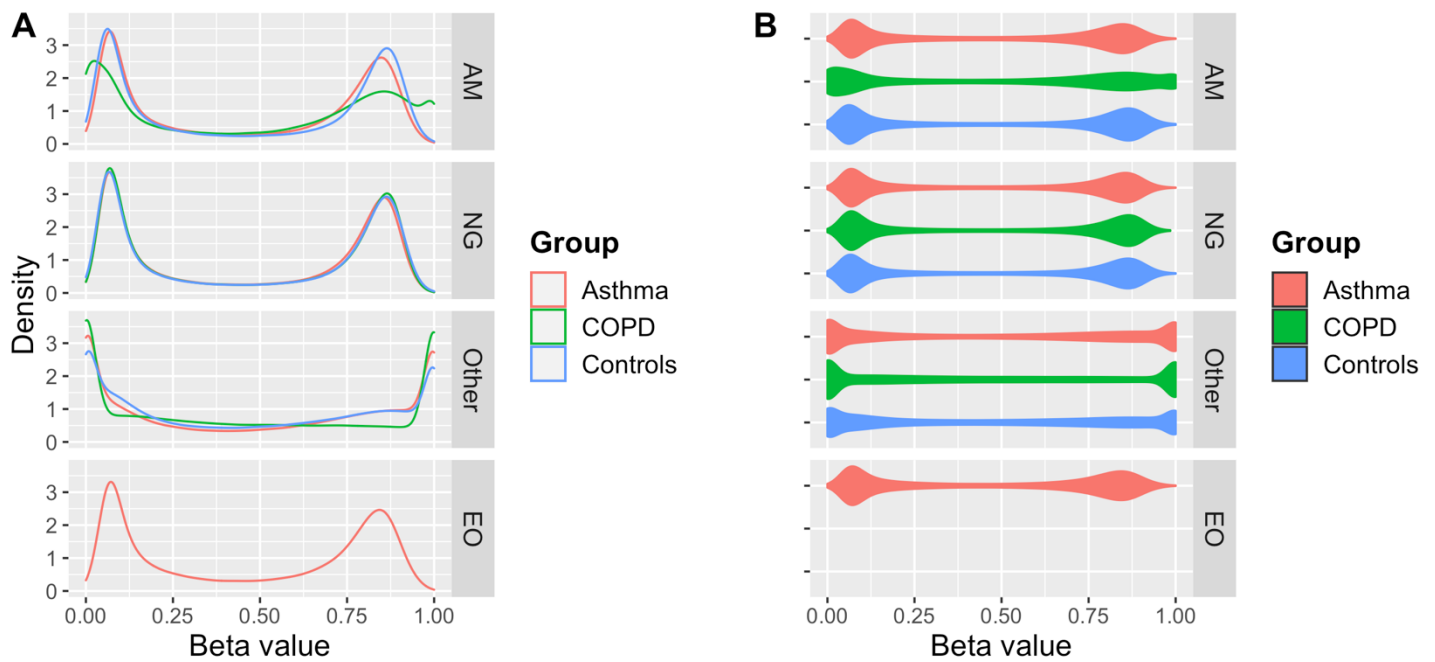 A
Density
3
2
1
0
AM
3
2
1
0
NG
3
2
1
0
Other
3
2
1
0
EO
0.00 0.25 0.50 0.75 1.00
Beta value
Group
Asthma
COPD
Controls
B
AM
NG
Other
EO
0.00 0.25 0.50 0.75 1.00
Beta value
Group
Asthma
COPD
Controls